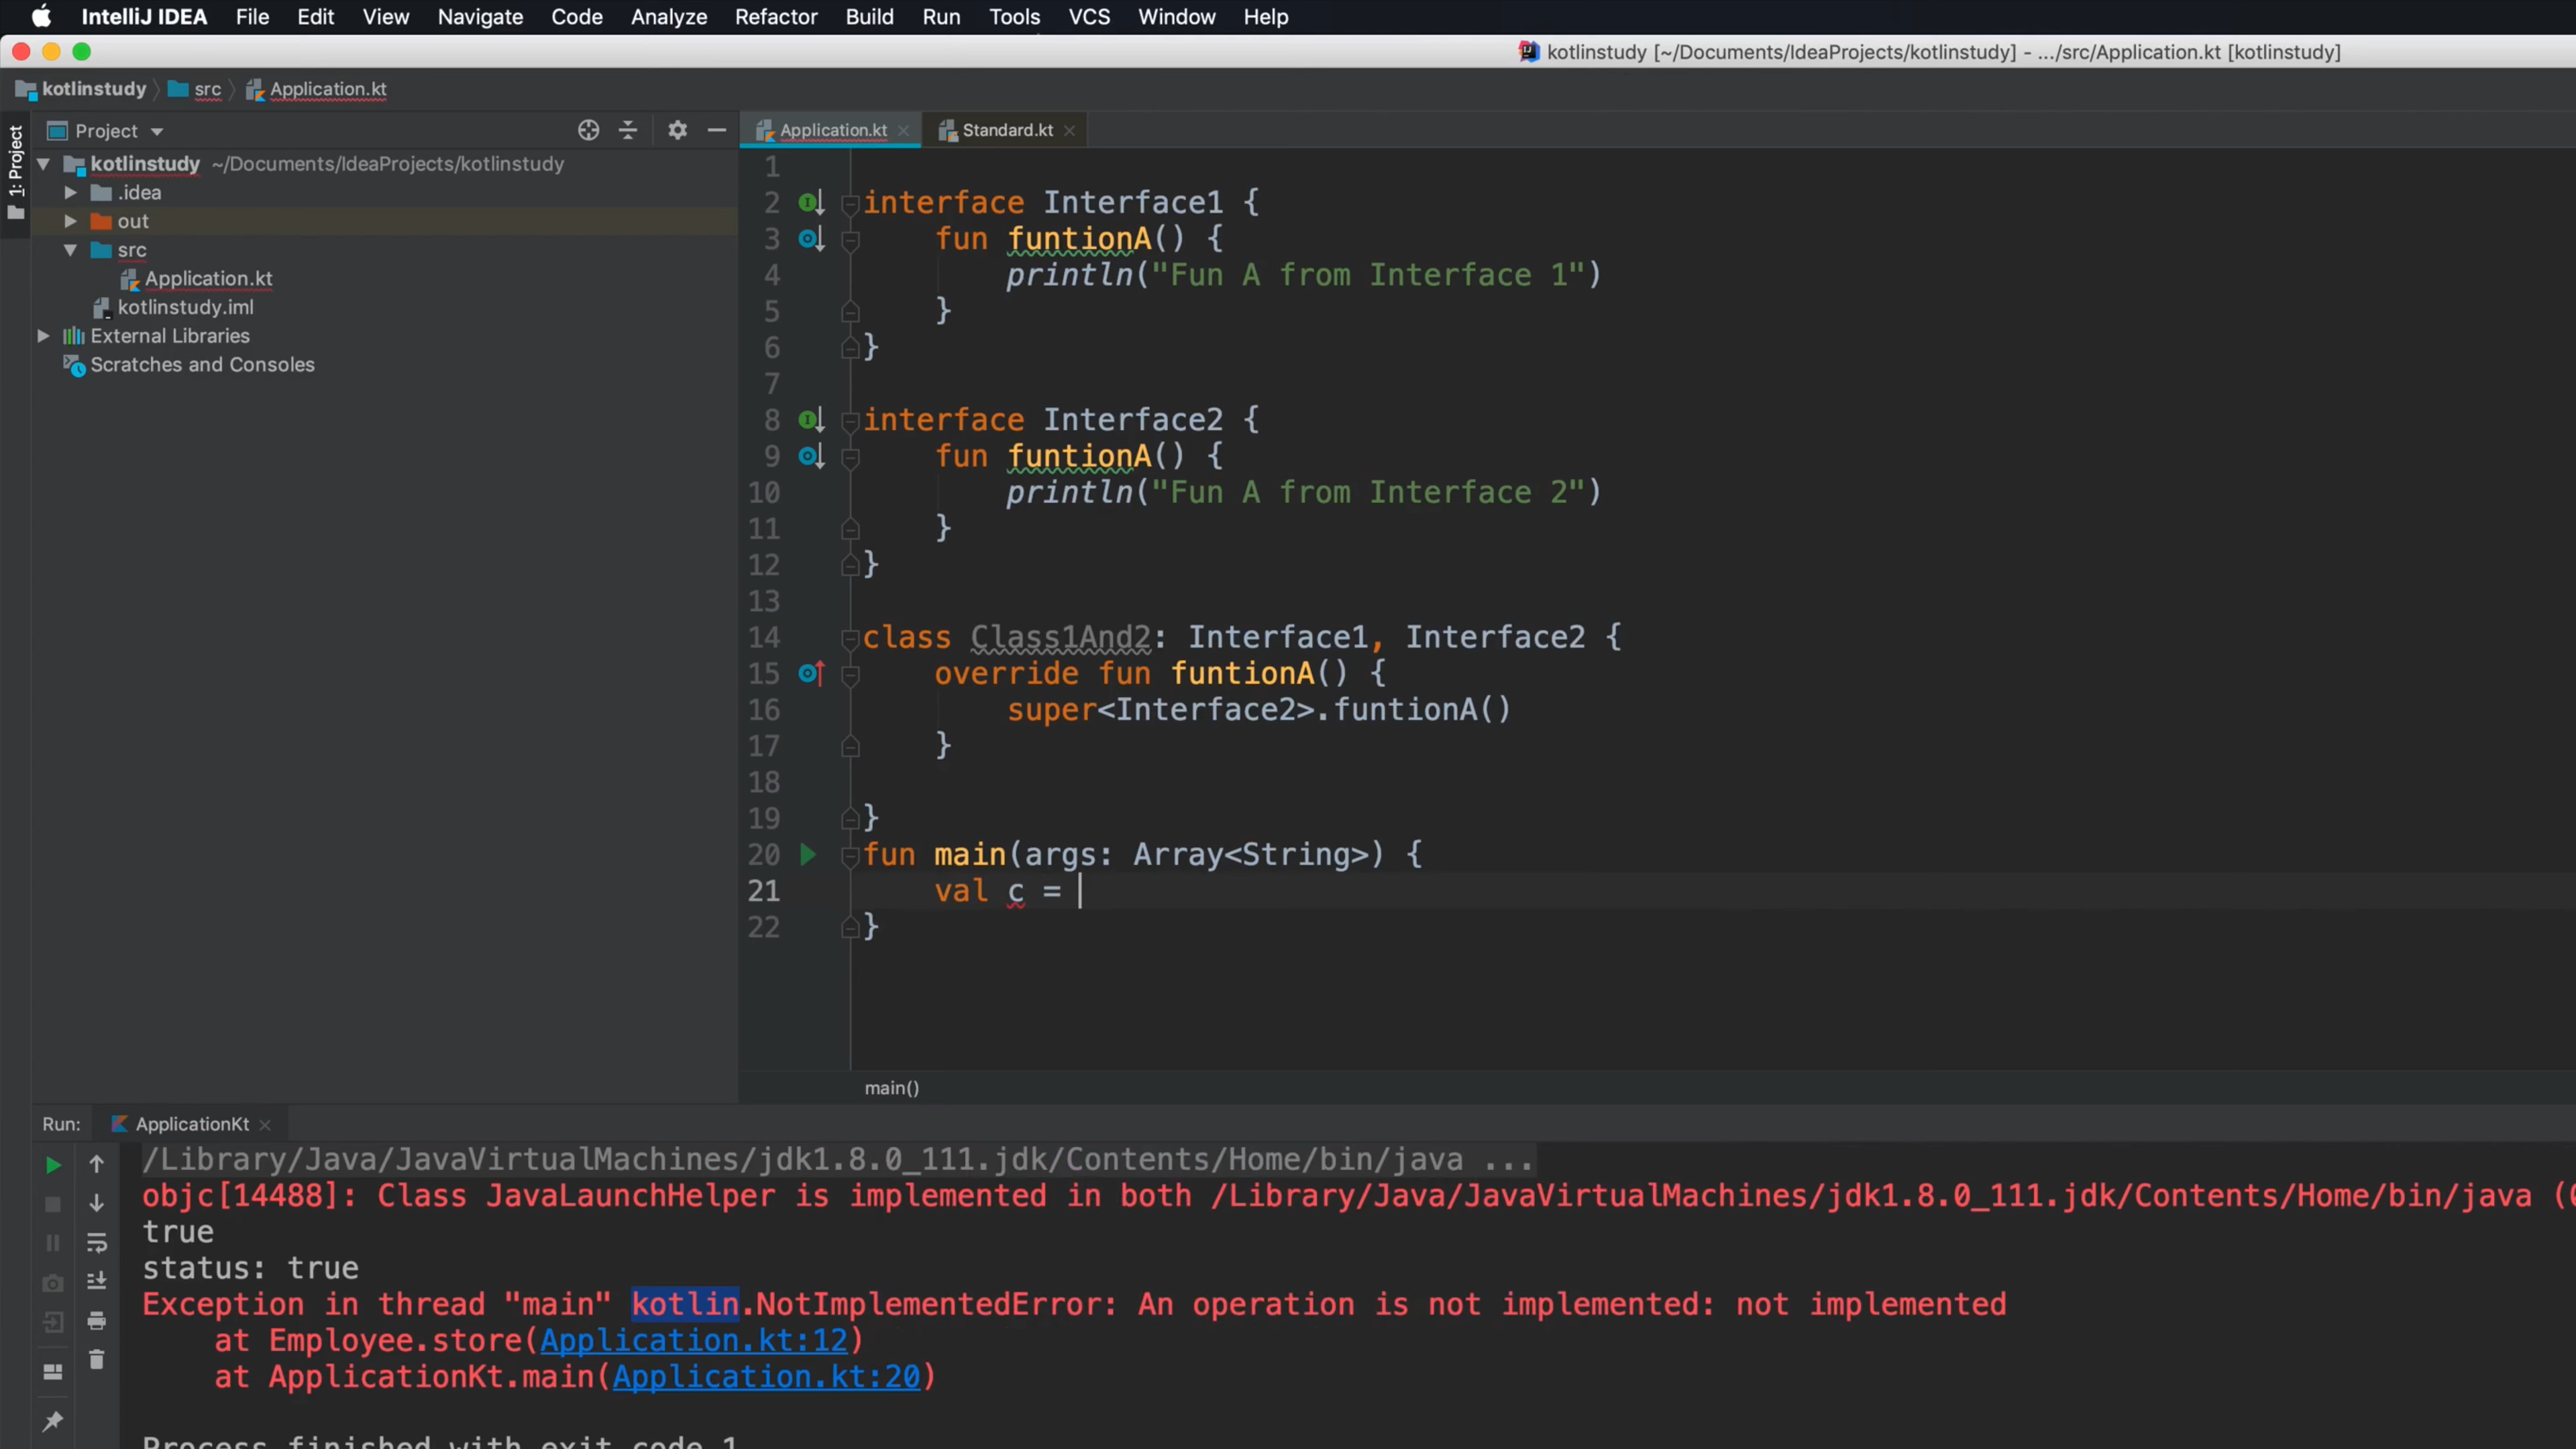 IntelliJ IDEA File Edit View Navigate Code Analyze Refactor Build Run Tools VCS Window Help
kotlinstudy [~/Documents/IdeaProjects/kotlinstudy] - .../src/Application.kt [kotlinstudy]
kotlinstudy src Application.kt
1: Project
Project
kotlinstudy ~/Documents/IdeaProjects/kotlinstudy
.idea
out
src
Application.kt
kotlinstudy.iml
External Libraries
Scratches and Consoles
Application.kt Standard.kt
1
2 interface Interface1 {
3 fun funtionA() {
4 println("Fun A from Interface 1")
5 }
6 }
7
8 interface Interface2 {
9 fun funtionA() {
10 println("Fun A from Interface 2")
11 }
12 }
13
14 class Class1And2: Interface1, Interface2 {
15 override fun funtionA() {
16 super<Interface2>.funtionA()
17 }
18
19 }
20 fun main(args: Array<String>) {
21 val c =
22 }
main()
Run: ApplicationKt
/Library/Java/JavaVirtualMachines/jdk1.8.0_111.jdk/Contents/Home/bin/java ...
objc[14488]: Class JavaLaunchHelper is implemented in both /Library/Java/JavaVirtualMachines/jdk1.8.0_111.jdk/Contents/Home/bin/java (
true
status: true
Exception in thread "main" kotlin.NotImplementedError: An operation is not implemented: not implemented
at Employee.store(Application.kt:12)
at ApplicationKt.main(Application.kt:20)
Process finished with exit code 1